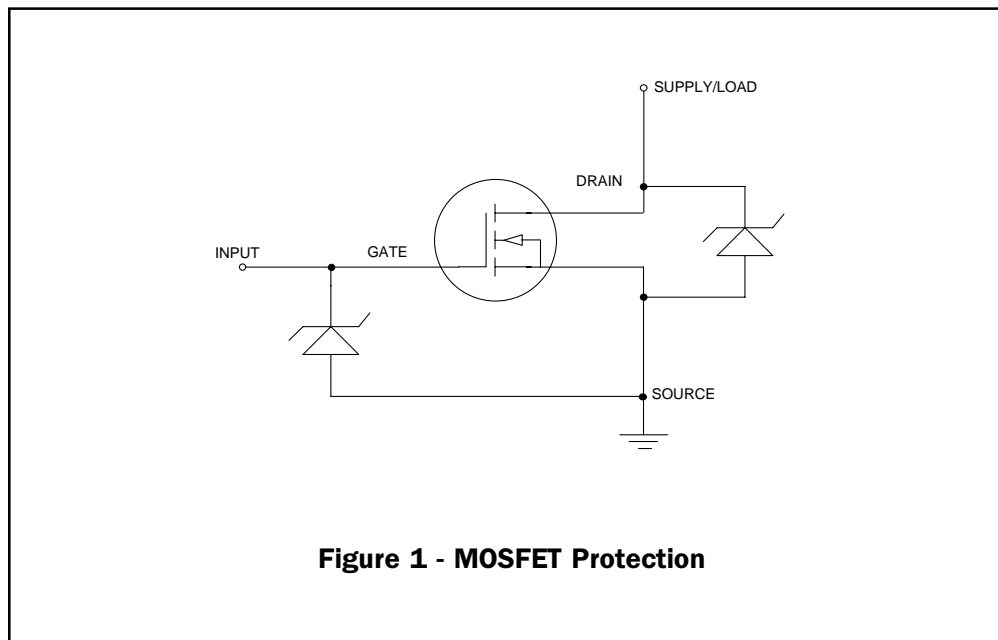 SUPPLY/LOAD
DRAIN
INPUT
GATE
SOURCE
Figure 1 - MOSFET Protection